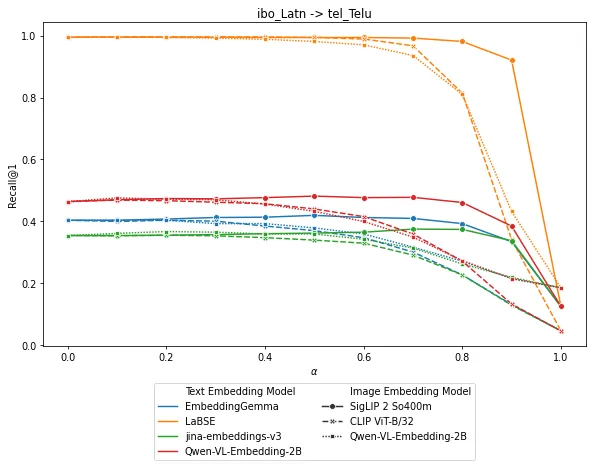 ibo_Latn -> tel_Telu
Recall@1
1.0
0.8
0.6
0.4
0.2
0.0
0.0 0.2 0.4 0.6 0.8 1.0
α
Text Embedding Model
EmbeddingGemma
LaBSE
jina-embeddings-v3
Qwen-VL-Embedding-2B
Image Embedding Model
SigLIP 2 So400m
CLIP ViT-B/32
Qwen-VL-Embedding-2B